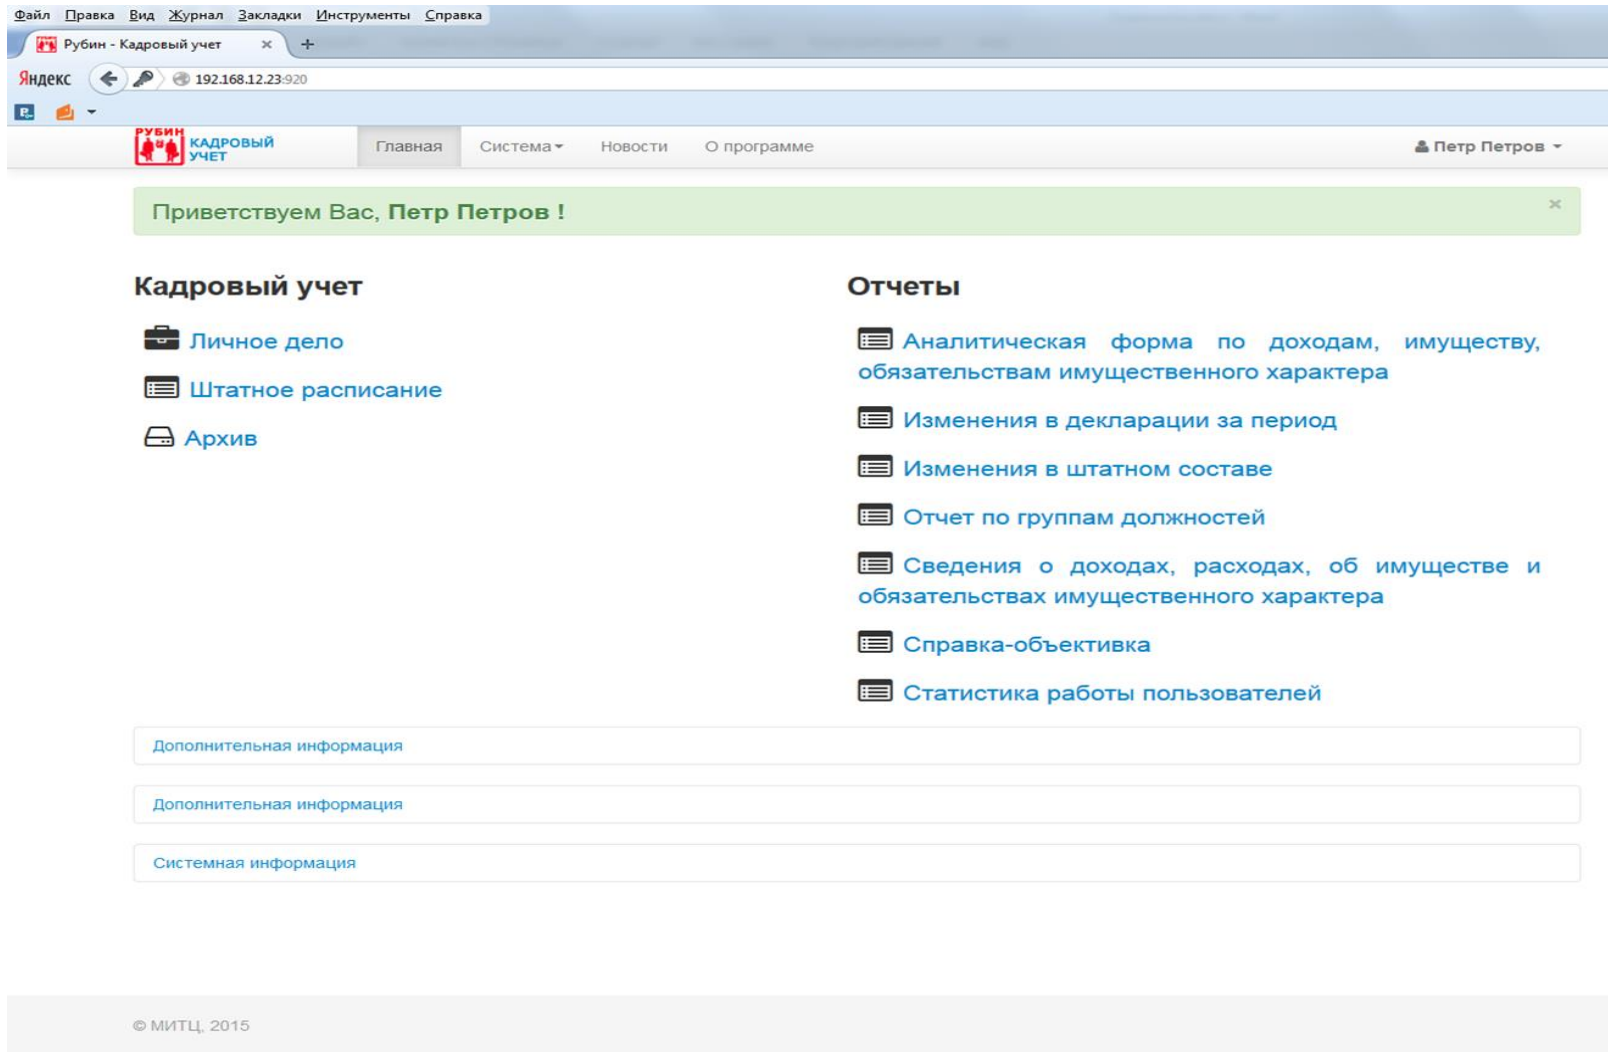 Файл Правка Вид Журнал Закладки Инструменты Справка
Рубин - Кадровый учет × +
Яндекс 192.168.12.23:920
РУБИН
КАДРОВЫЙ
УЧЕТ
Главная Система Новости О программе Петр Петров
Приветствуем Вас, Петр Петров ! ×
Кадровый учет
Личное дело
Штатное расписание
Архив
Отчеты
Аналитическая форма по доходам, имуществу,
обязательствам имущественного характера
Изменения в декларации за период
Изменения в штатном составе
Отчет по группам должностей
Сведения о доходах, расходах, об имуществе и
обязательствах имущественного характера
Справка-объективка
Статистика работы пользователей
Дополнительная информация
Дополнительная информация
Системная информация
© МИТЦ, 2015